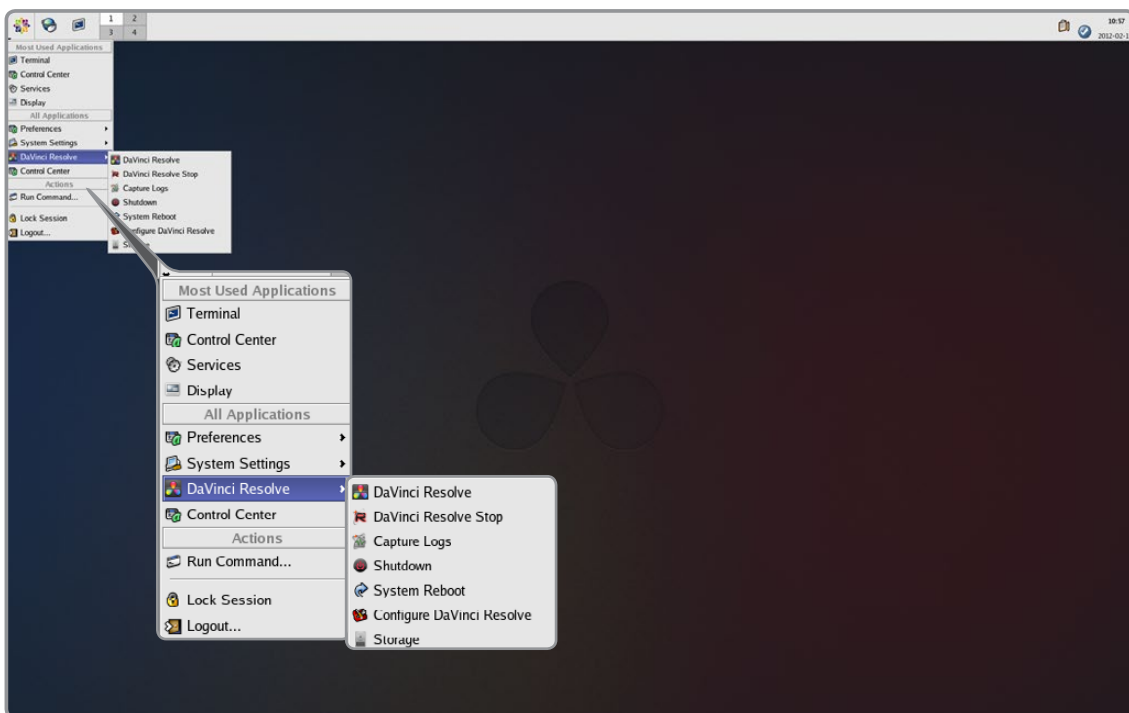 1 2
3 4
10:57
2012-02-1
Most Used Applications
Terminal
Control Center
Services
Display
All Applications
Preferences
System Settings
DaVinci Resolve
Control Center
Actions
Run Command...
Lock Session
Logout...
DaVinci Resolve
DaVinci Resolve Stop
Capture Logs
Shutdown
System Reboot
Configure DaVinci Resolve
Most Used Applications
Terminal
Control Center
Services
Display
All Applications
Preferences
System Settings
DaVinci Resolve
Control Center
Actions
Run Command...
Lock Session
Logout...
DaVinci Resolve
DaVinci Resolve Stop
Capture Logs
Shutdown
System Reboot
Configure DaVinci Resolve
Storage